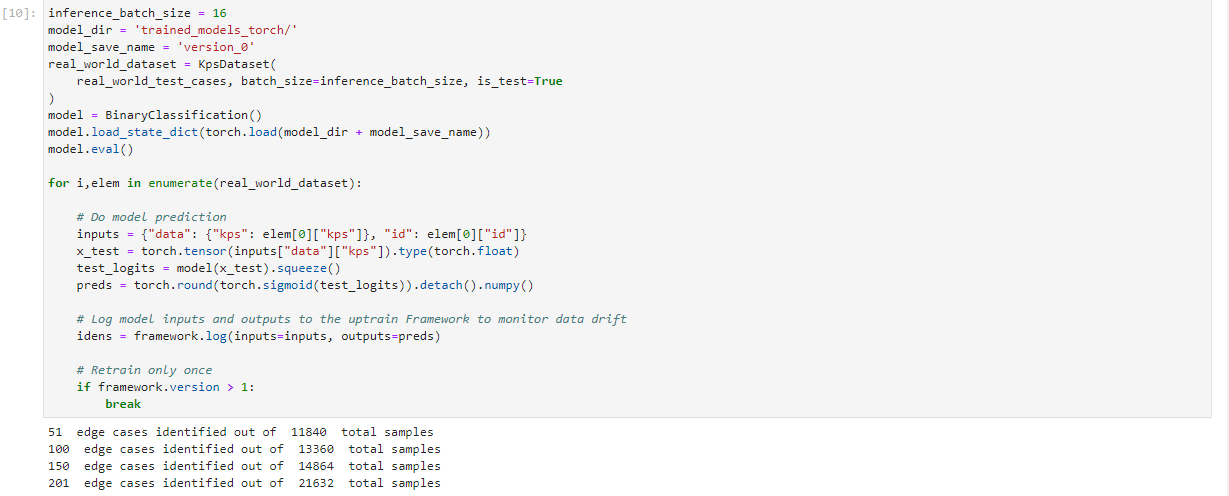 [10]: inference_batch_size = 16
model_dir = 'trained_models_torch/'
model_save_name = 'version_0'
real_world_dataset = KpsDataset(
    real_world_test_cases, batch_size=inference_batch_size, is_test=True
)
model = BinaryClassification()
model.load_state_dict(torch.load(model_dir + model_save_name))
model.eval()

for i,elem in enumerate(real_world_dataset):

    # Do model prediction
    inputs = {"data": {"kps": elem[0]["kps"]}, "id": elem[0]["id"]}
    x_test = torch.tensor(inputs["data"]["kps"]).type(torch.float)
    test_logits = model(x_test).squeeze()
    preds = torch.round(torch.sigmoid(test_logits)).detach().numpy()

    # Log model inputs and outputs to the uptrain Framework to monitor data drift
    idens = framework.log(inputs=inputs, outputs=preds)

    # Retrain only once
    if framework.version > 1:
        break
51  edge cases identified out of  11840  total samples
100  edge cases identified out of  13360  total samples
150  edge cases identified out of  14864  total samples
201  edge cases identified out of  21632  total samples